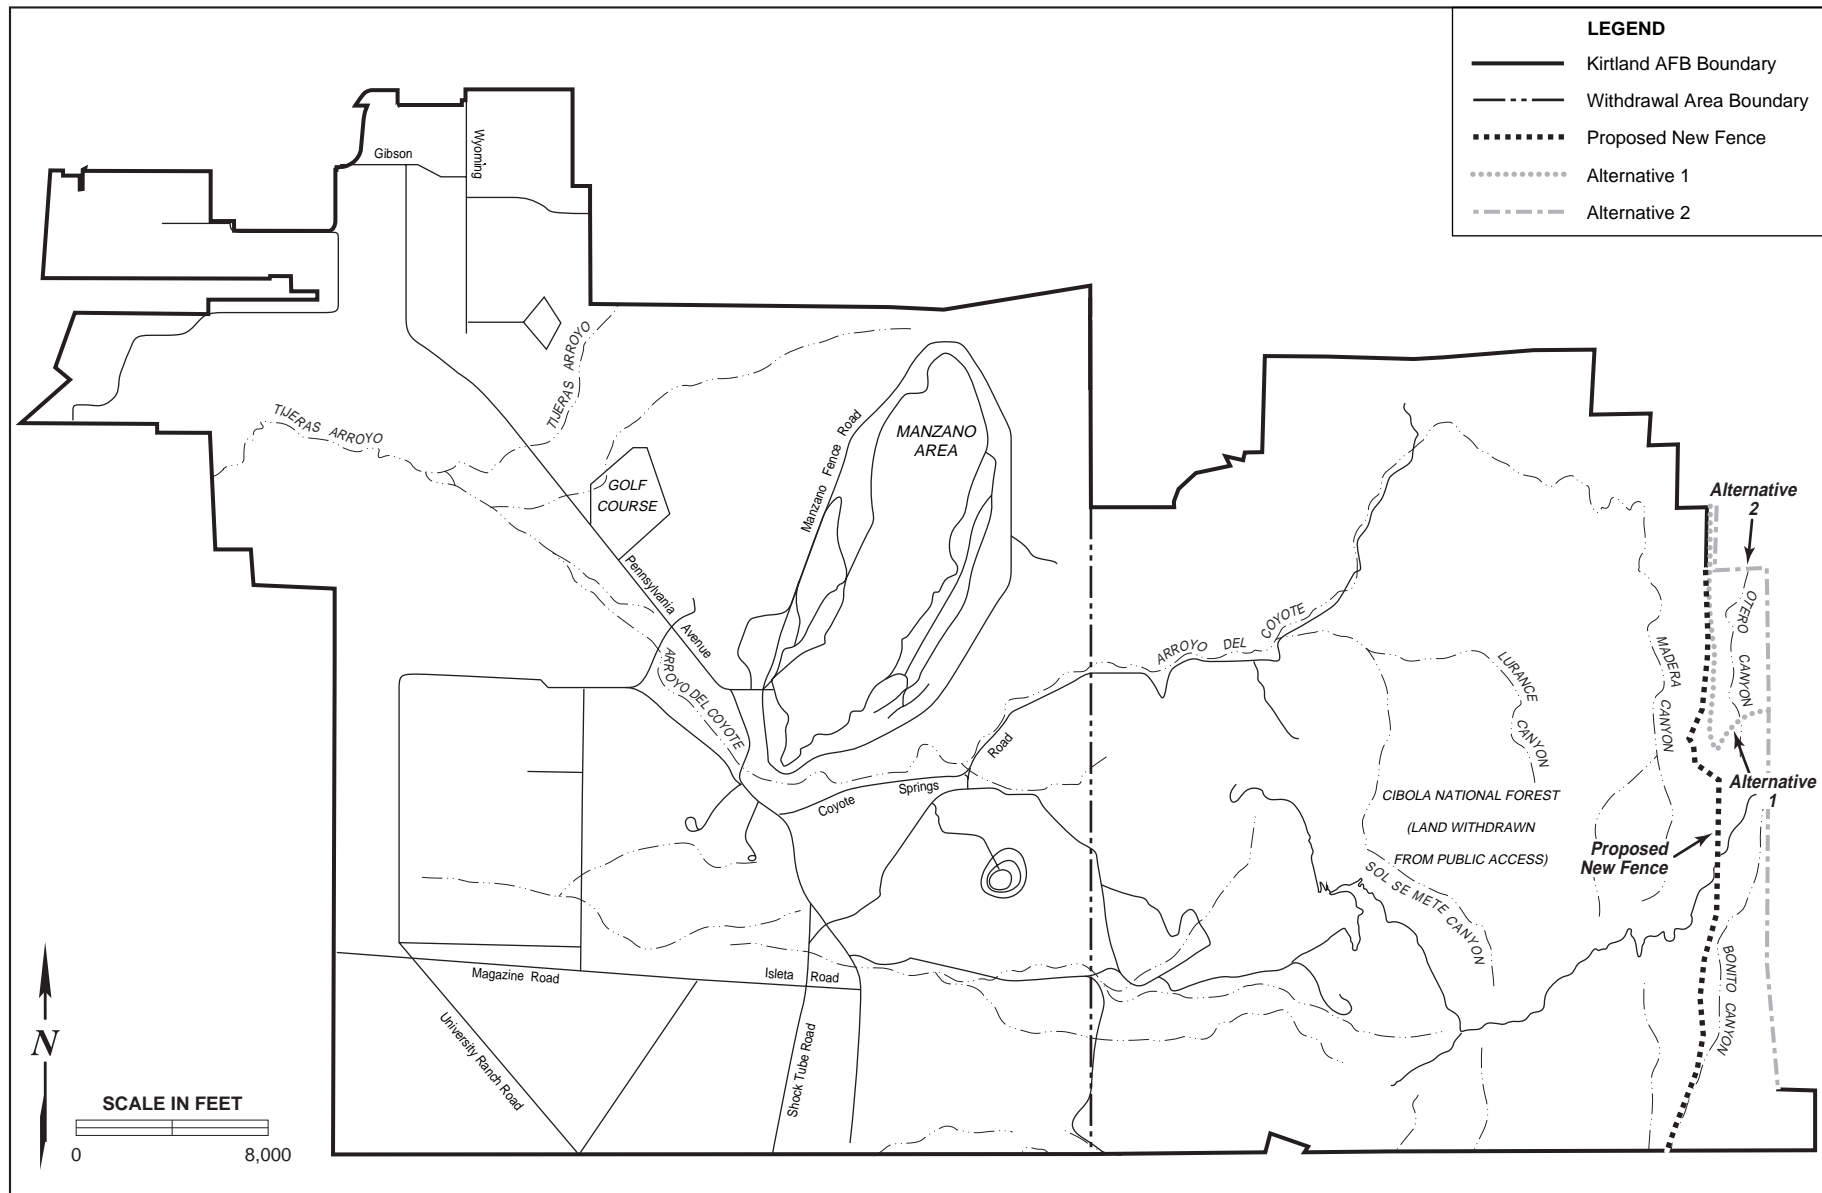 LEGEND
Kirtland AFB Boundary
Withdrawal Area Boundary
Proposed New Fence
Alternative 1
Alternative 2
Gibson
Wyoming
TIJERAS ARROYO
TIJERAS ARROYO
GOLF
COURSE
Manzano Fence Road
MANZANO
AREA
Pennsylvania
Avenue
ARROYO DEL COYOTE
ARROYO DEL COYOTE
Coyote Springs Road
LURANCE CANYON
MADERA CANYON
OTERO CANYON
Alternative
2
Alternative
1
CIBOLA NATIONAL FOREST
(LAND WITHDRAWN
FROM PUBLIC ACCESS)
Proposed
New Fence
SOL SE METE CANYON
BONITO CANYON
Magazine Road
Isleta Road
University Ranch Road
Shock Tube Road
N
SCALE IN FEET
0 8,000